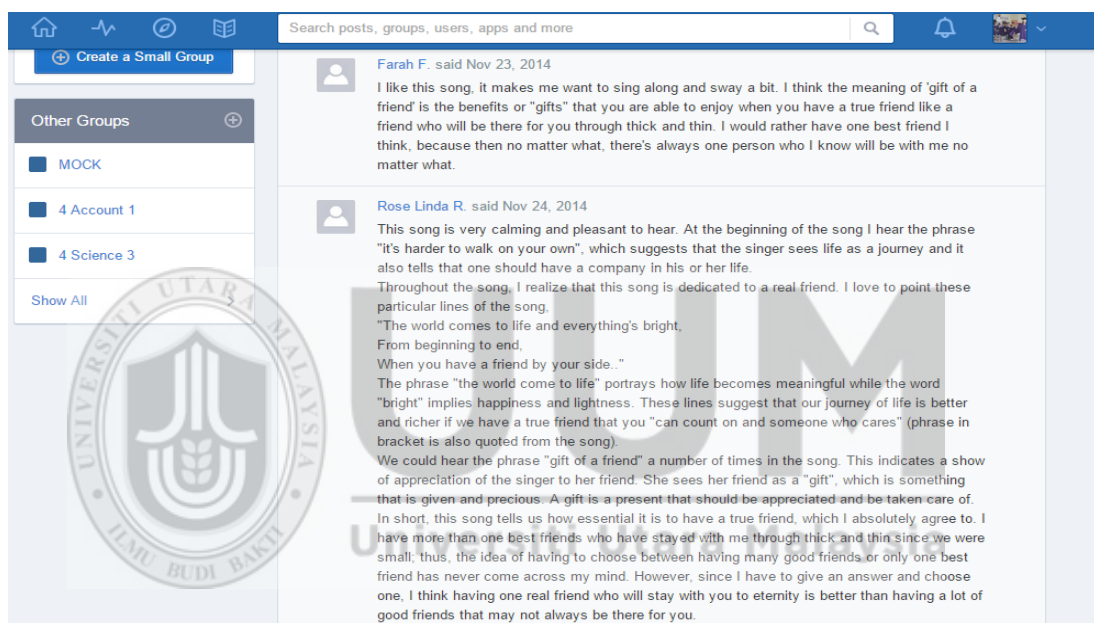 Search posts, groups, users, apps and more
Create a Small Group
Other Groups
MOCK
4 Account 1
4 Science 3
Show All
Farah F. said Nov 23, 2014
I like this song, it makes me want to sing along and sway a bit. I think the meaning of 'gift of a
friend' is the benefits or "gifts" that you are able to enjoy when you have a true friend like a
friend who will be there for you through thick and thin. I would rather have one best friend I
think, because then no matter what, there's always one person who I know will be with me no
matter what.
Rose Linda R. said Nov 24, 2014
This song is very calming and pleasant to hear. At the beginning of the song I hear the phrase
"it's harder to walk on your own", which suggests that the singer sees life as a journey and it
also tells that one should have a company in his or her life.
Throughout the song, I realize that this song is dedicated to a real friend. I love to point these
particular lines of the song,
"The world comes to life and everything's bright,
From beginning to end,
When you have a friend by your side.."
The phrase "the world come to life" portrays how life becomes meaningful while the word
"bright" implies happiness and lightness. These lines suggest that our journey of life is better
and richer if we have a true friend that you "can count on and someone who cares" (phrase in
bracket is also quoted from the song).
We could hear the phrase "gift of a friend" a number of times in the song. This indicates a show
of appreciation of the singer to her friend. She sees her friend as a "gift", which is something
that is given and precious. A gift is a present that should be appreciated and be taken care of.
In short, this song tells us how essential it is to have a true friend, which I absolutely agree to. I
have more than one best friends who have stayed with me through thick and thin since we were
small; thus, the idea of having to choose between having many good friends or only one best
friend has never come across my mind. However, since I have to give an answer and choose
one, I think having one real friend who will stay with you to eternity is better than having a lot of
good friends that may not always be there for you.
UNIVERSITI UTARA MALAYSIA
ILMU BUDI BAKTI
UUM
Universiti Utara Malaysia